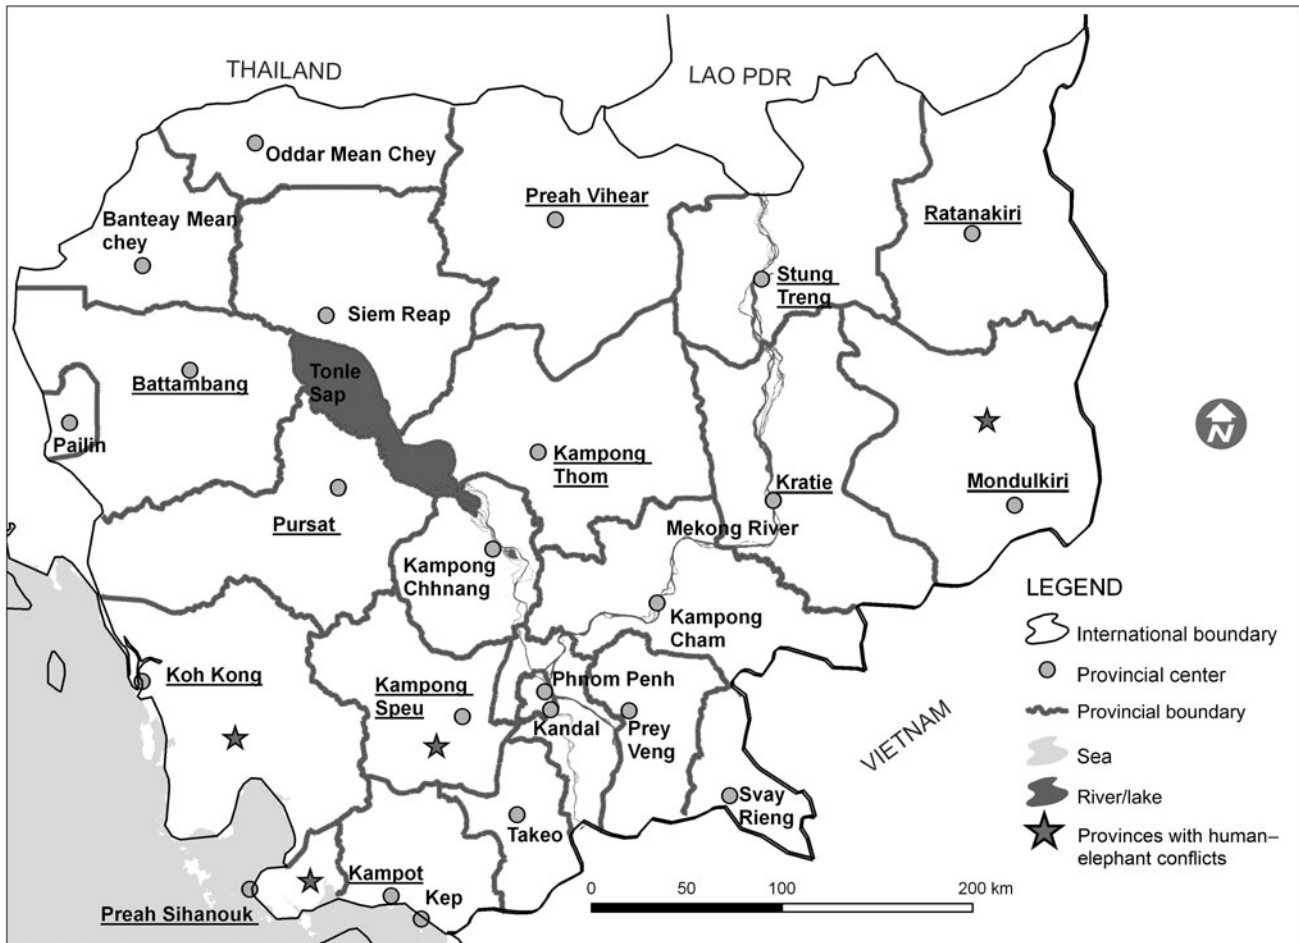 THAILAND
LAO PDR
Oddar Mean Chey
Preah Vihear
Ratanakiri
Banteay Mean
chey
Stung
Treng
Siem Reap
Tonle
Sap
Battambang
Pailin
Kampong
Thom
Kratie
Mondulkiri
Pursat
Mekong River
Kampong
Chhnang
Kampong
Cham
Koh Kong
Kampong
Speu
Phnom Penh
Kandal
Prey
Veng
VIETNAM
Svay
Rieng
Takeo
Kampot
Kep
Preah Sihanouk
N
LEGEND
International boundary
Provincial center
Provincial boundary
Sea
River/lake
Provinces with human–
elephant conflicts
0 50 100 200 km